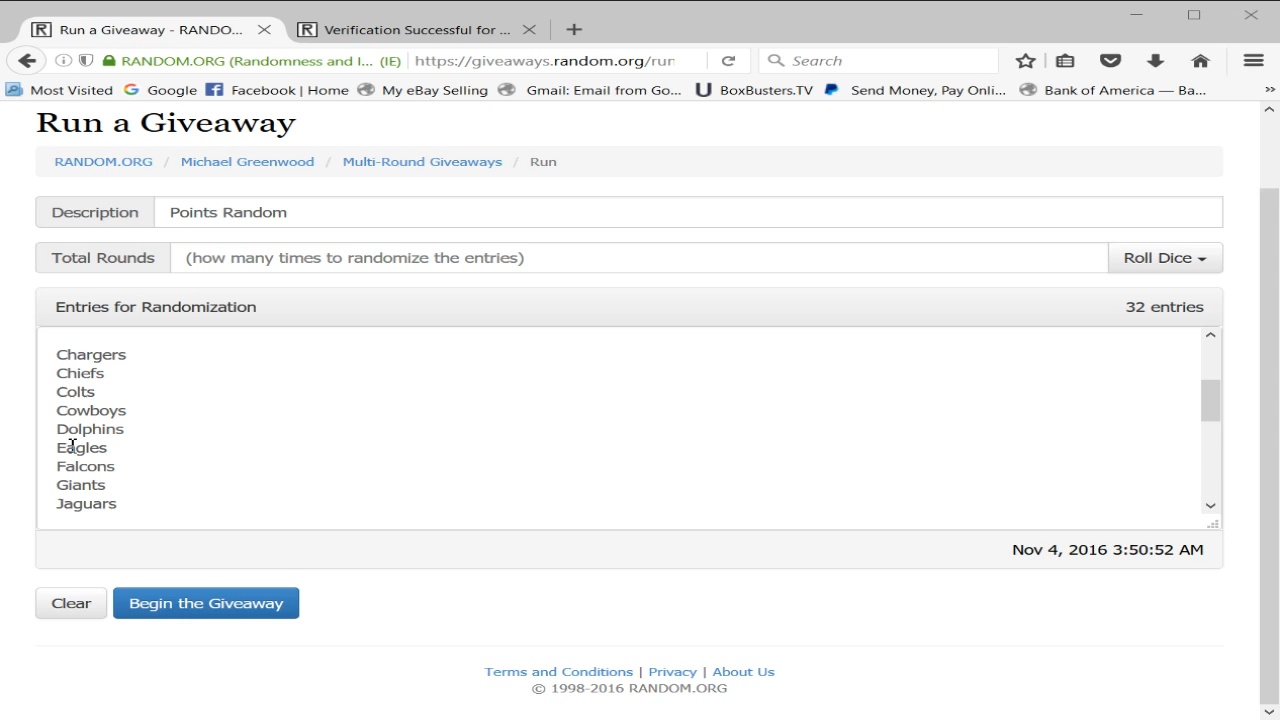 Run a Giveaway - RANDO...
Verification Successful for ...
RANDOM.ORG (Randomness and I... (IE)
https://giveaways.random.org/run
Search
Most Visited
Google
Facebook | Home
My eBay Selling
Gmail: Email from Go...
BoxBusters.TV
Send Money, Pay Onli...
Bank of America — Ba...
Run a Giveaway
RANDOM.ORG / Michael Greenwood / Multi-Round Giveaways / Run
Description
Points Random
Total Rounds
(how many times to randomize the entries)
Roll Dice
Entries for Randomization
32 entries
Chargers
Chiefs
Colts
Cowboys
Dolphins
Eagles
Falcons
Giants
Jaguars
Nov 4, 2016 3:50:52 AM
Clear
Begin the Giveaway
Terms and Conditions | Privacy | About Us
© 1998-2016 RANDOM.ORG